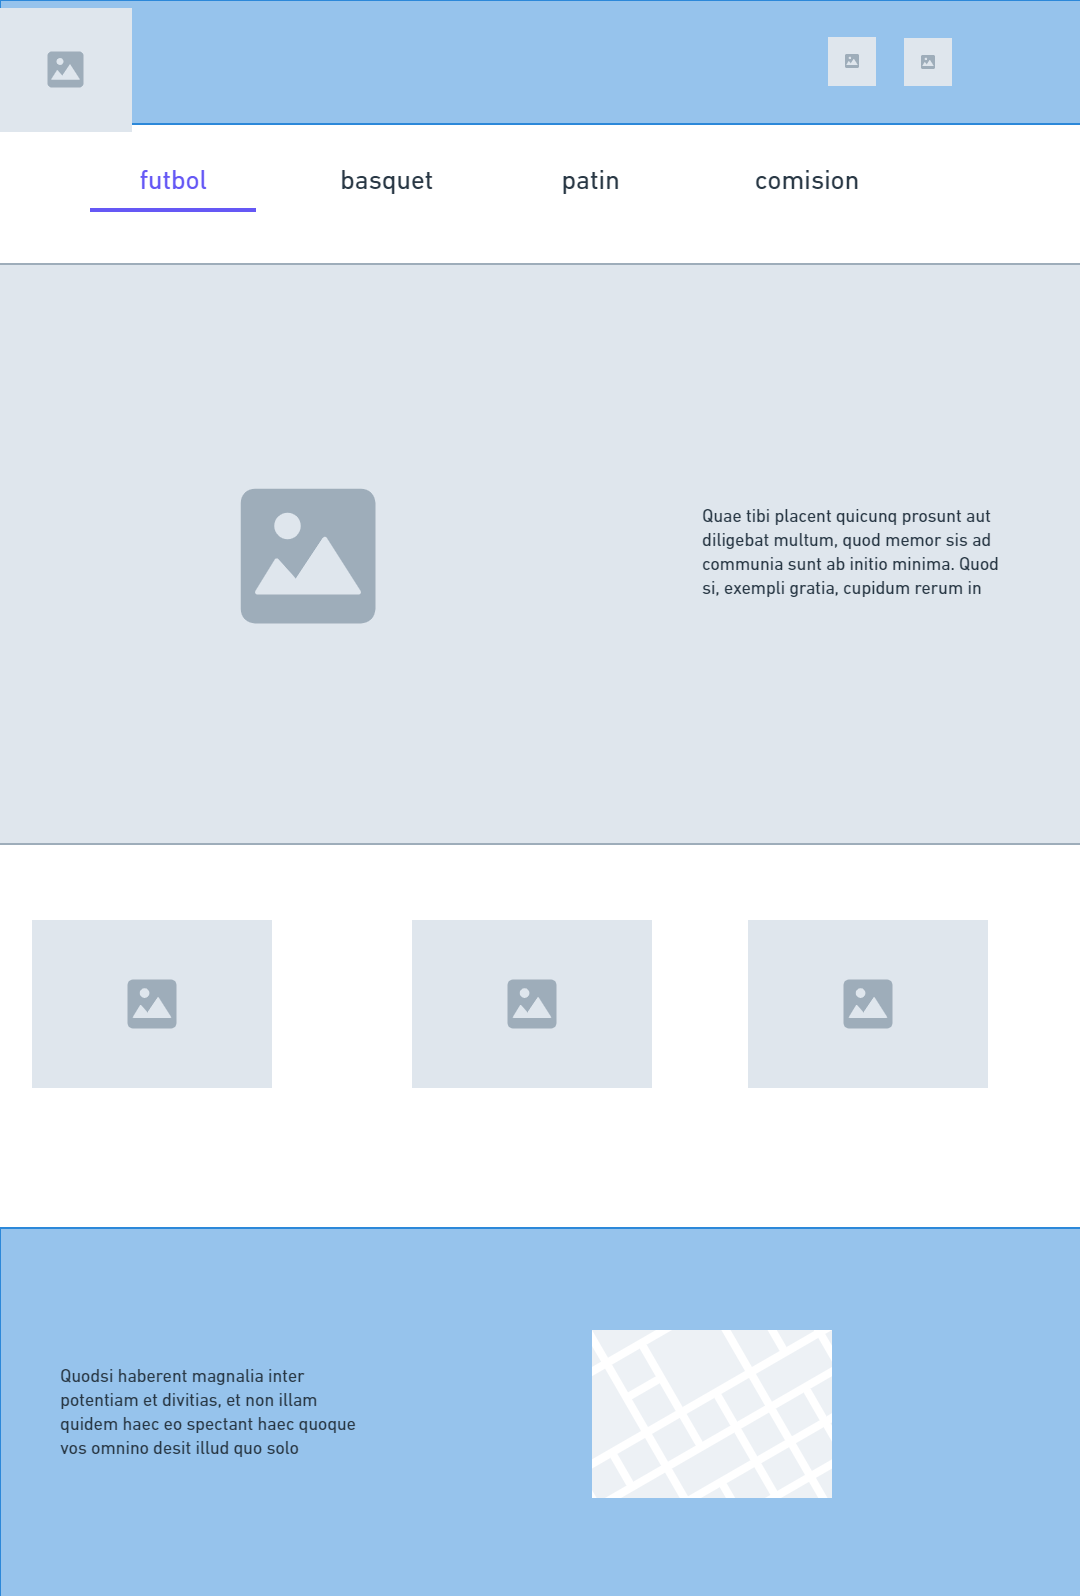 futbol basquet patin comision
Quae tibi placent quicunq prosunt aut
diligebat multum, quod memor sis ad
communia sunt ab initio minima. Quod
si, exempli gratia, cupidum rerum in
Quodsi haberent magnalia inter
potentiam et divitias, et non illam
quidem haec eo spectant haec quoque
vos omnino desit illud quo solo